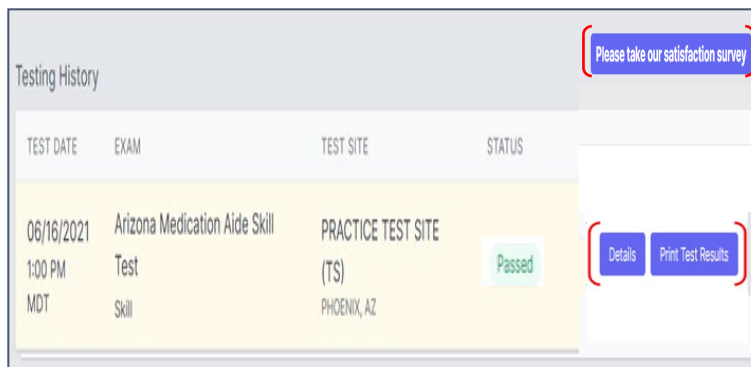 Please take our satisfaction survey
Testing History
TEST DATE EXAM TEST SITE STATUS
06/16/2021 Arizona Medication Aide Skill PRACTICE TEST SITE
1:00 PM Test (TS) Passed Details Print Test Results
MDT Skill PHOENIX, AZ